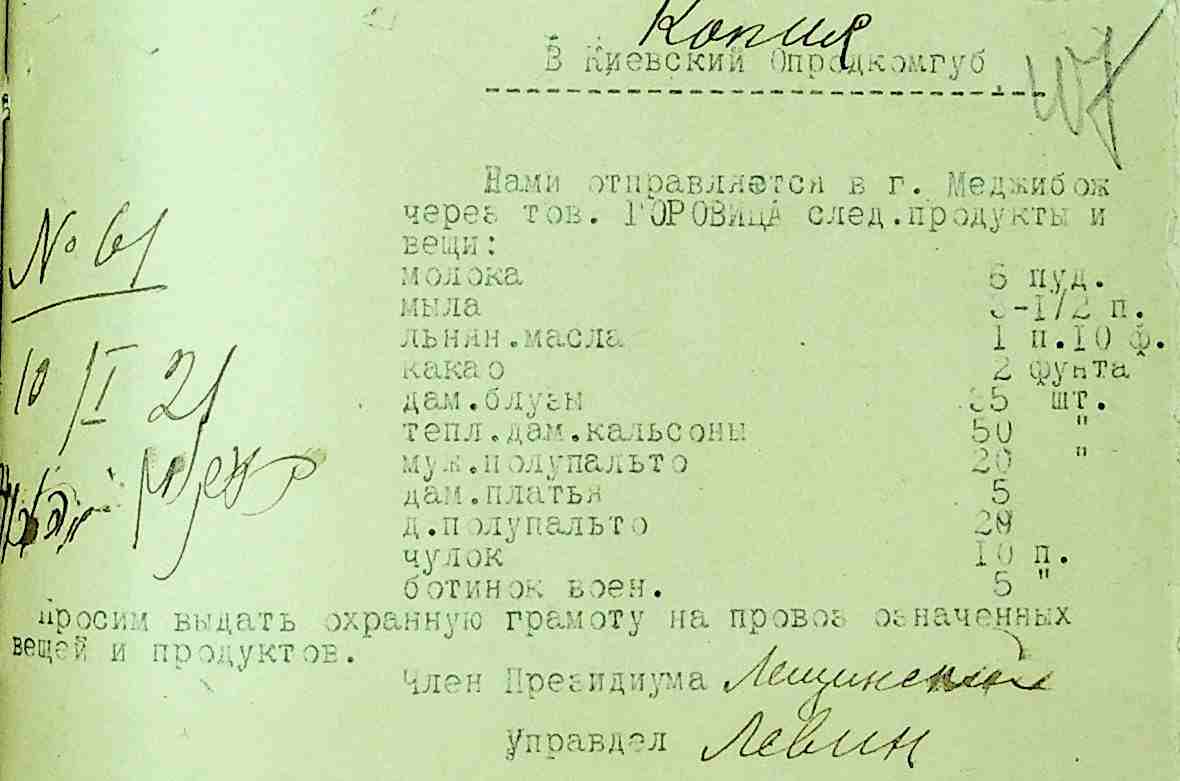 Копия
В Киевский Опродкомгуб
Нами отправляется в г. Меджибож
через тов. ГОРОВИЦА след.продукты и
вещи:
молока 6 пуд.
мыла 3-1/2 п.
льнян.масла 1 п.10 ф.
какао 2 фунта
дам.блузы 35 шт.
тепл.дам.кальсоны 50 "
муж.полупальто 20 "
дам.платья 5
д.полупальто 20
чулок 10 п.
ботинок воен. 5 "
Просим выдать охранную грамоту на провоз означенных
вещей и продуктов.
Член Президиума Лещинский
Управдел Левин
№ 61
10/I 21